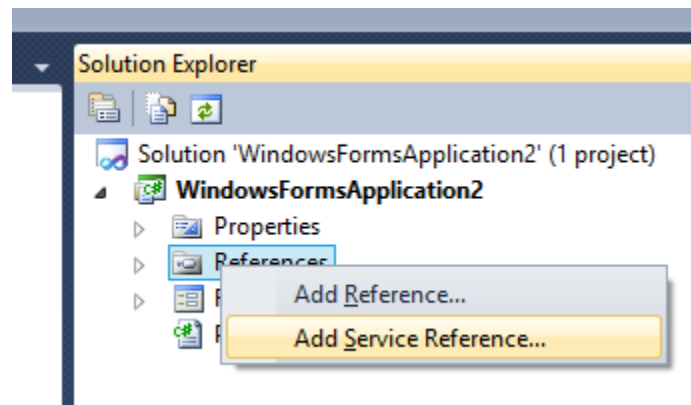 Solution Explorer
Solution 'WindowsFormsApplication2' (1 project)
WindowsFormsApplication2
Properties
References
Add Reference...
Add Service Reference...